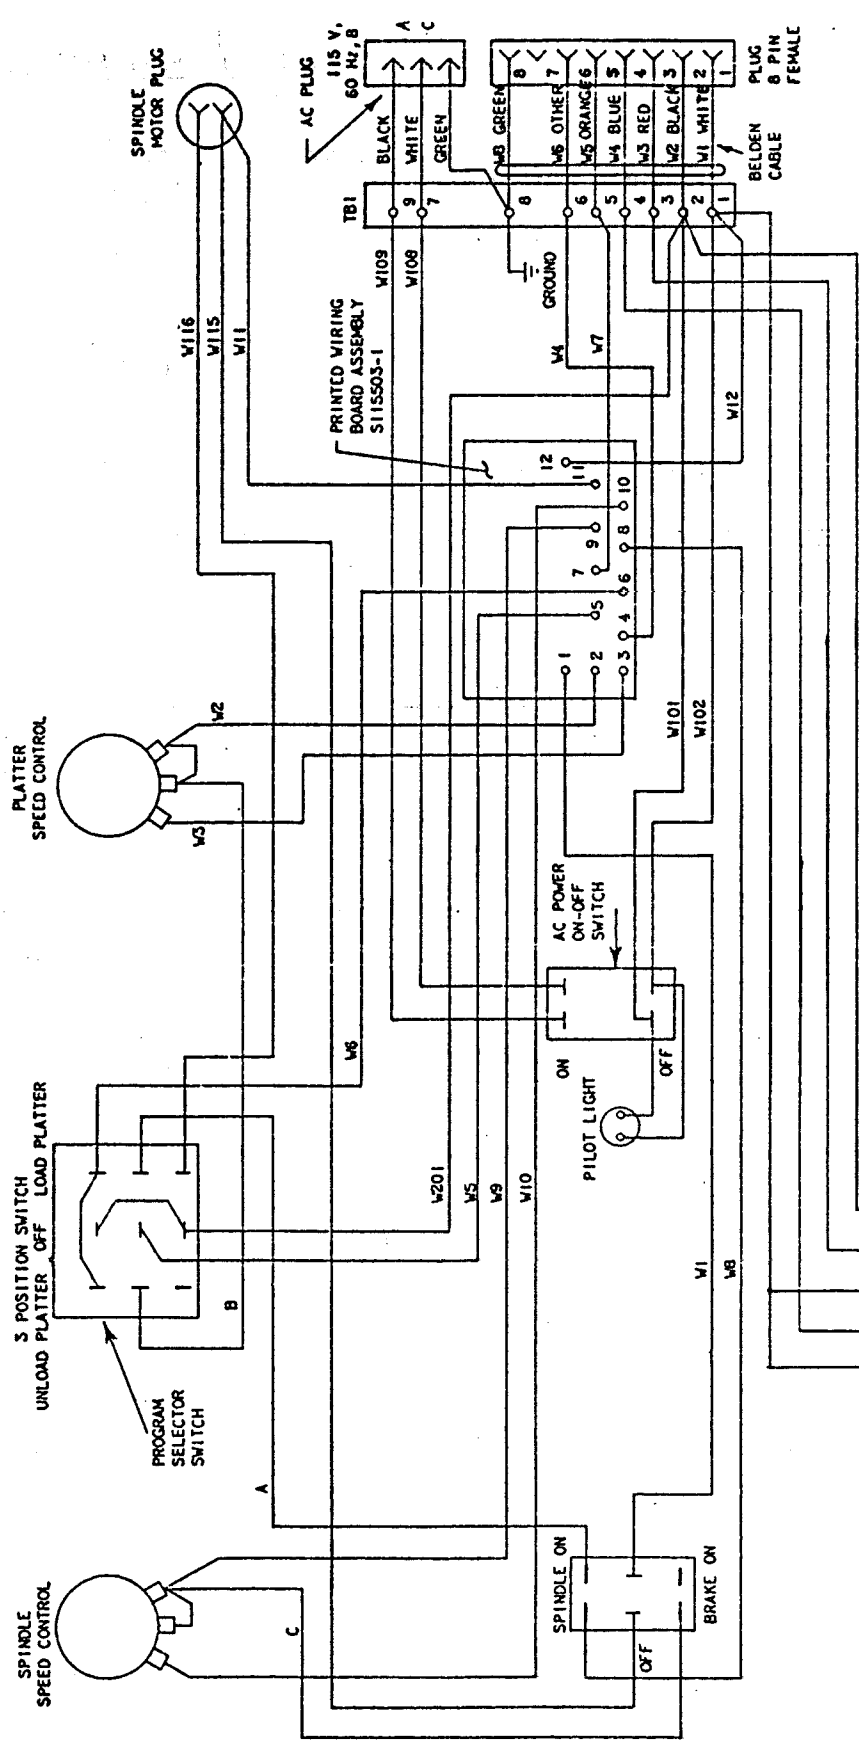 SPINDLE
SPEED CONTROL
3 POSITION SWITCH
UNLOAD PLATTER OFF LOAD PLATTER
PROGRAM
SELECTOR
SWITCH
PLATTER
SPEED CONTROL
SPINDLE
MOTOR PLUG
W3
W2
W116
W115
W11
B
A
C
W6
AC PLUG
115 V,
60 Hz, 8
A
C
PRINTED WIRING
BOARD ASSEMBLY
S115503-1
W109
W108
TB1
9
7
8
6
5
4
3
2
1
BLACK
WHITE
GREEN
W201
W5
W9
W10
GROUND
W4
W7
W12
1
2
3
4
5
6
7
8
9
10
11
12
W8 GREEN 8
W6 OTHER 7
W5 ORANGE 6
W4 BLUE 5
W3 RED 4
W2 BLACK 3
W1 WHITE 2
1
BELDEN
CABLE
PLUG
8 PIN
FEMALE
AC POWER
ON-OFF
SWITCH
ON
OFF
PILOT LIGHT
W101
W102
W1
W8
SPINDLE ON
OFF
BRAKE ON